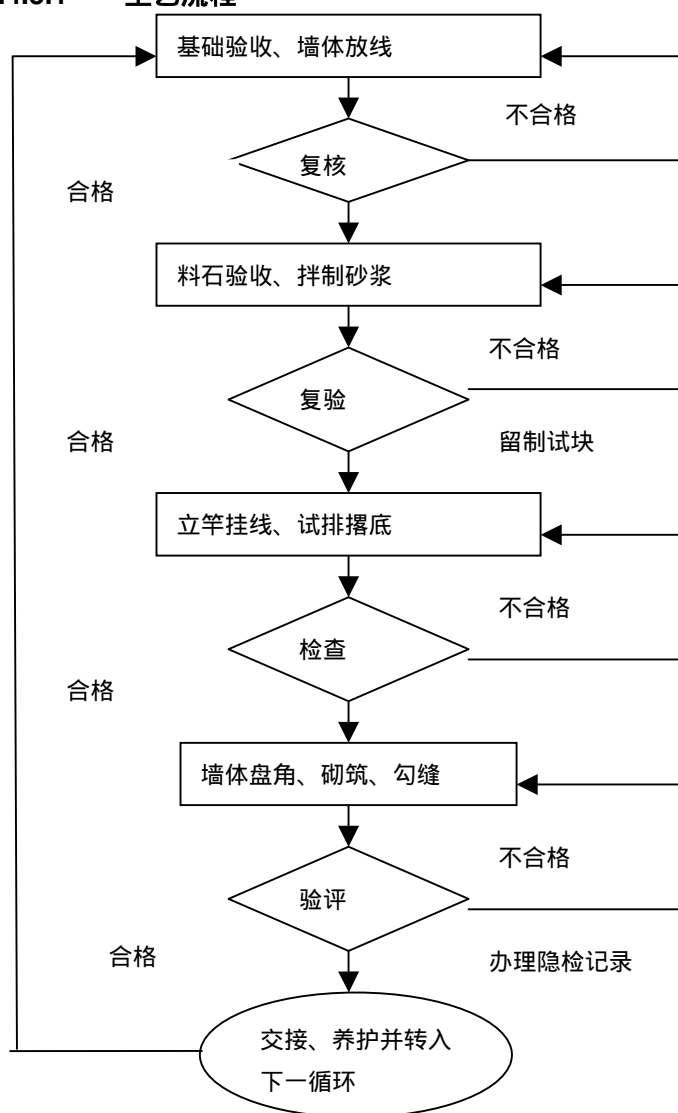 工艺流程
基础验收、墙体放线
不合格
复核
合格
料石验收、拌制砂浆
不合格
复验
合格
留制试块
立竿挂线、试排撂底
不合格
检查
合格
墙体盘角、砌筑、勾缝
不合格
验评
合格
办理隐检记录
交接、养护并转入
下一循环